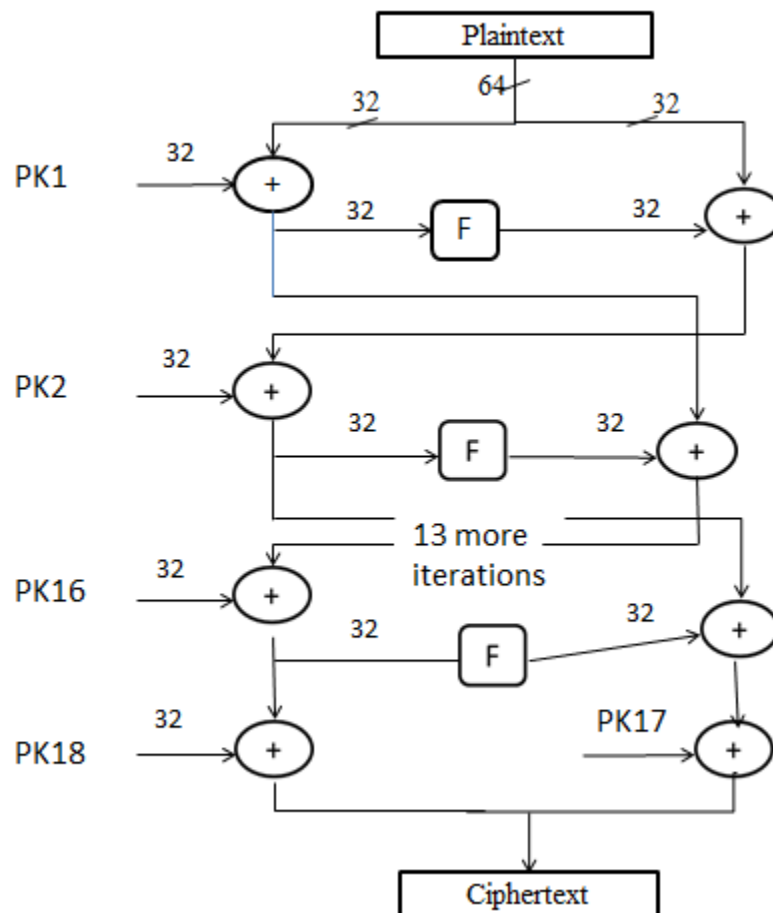 Plaintext
64
32
32
32
PK1
+
32
F
32
+
32
PK2
+
32
F
32
+
13 more
iterations
32
PK16
+
32
F
32
+
32
PK17
PK18
+
+
Ciphertext